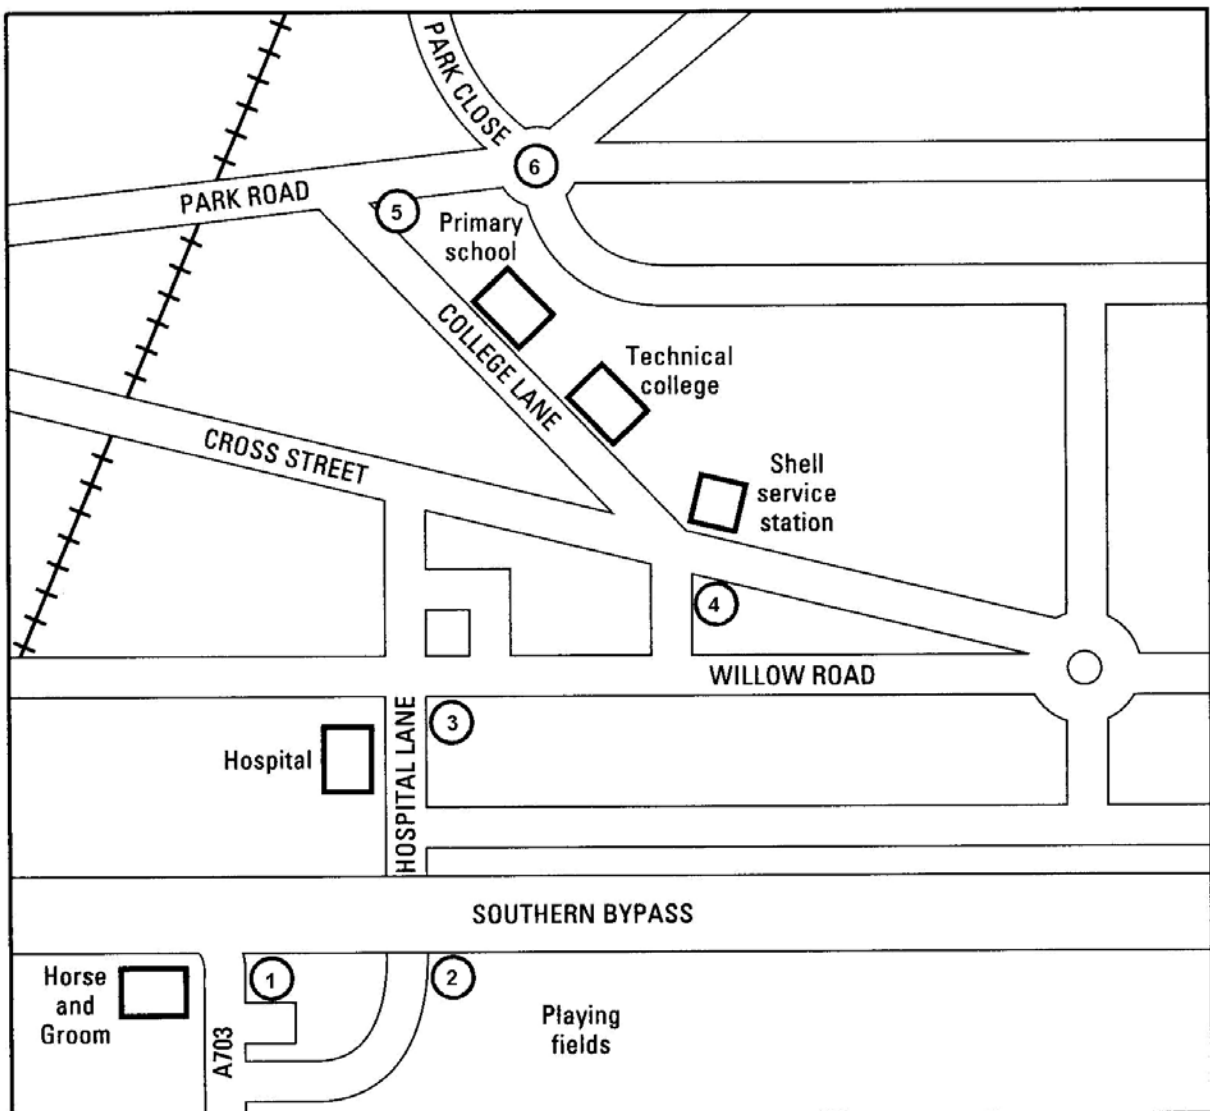 PARK CLOSE
6
PARK ROAD
5
Primary
school
COLLEGE LANE
Technical
college
CROSS STREET
Shell
service
station
4
WILLOW ROAD
HOSPITAL LANE
3
Hospital
SOUTHERN BYPASS
Horse
and
Groom
1
2
A703
Playing
fields